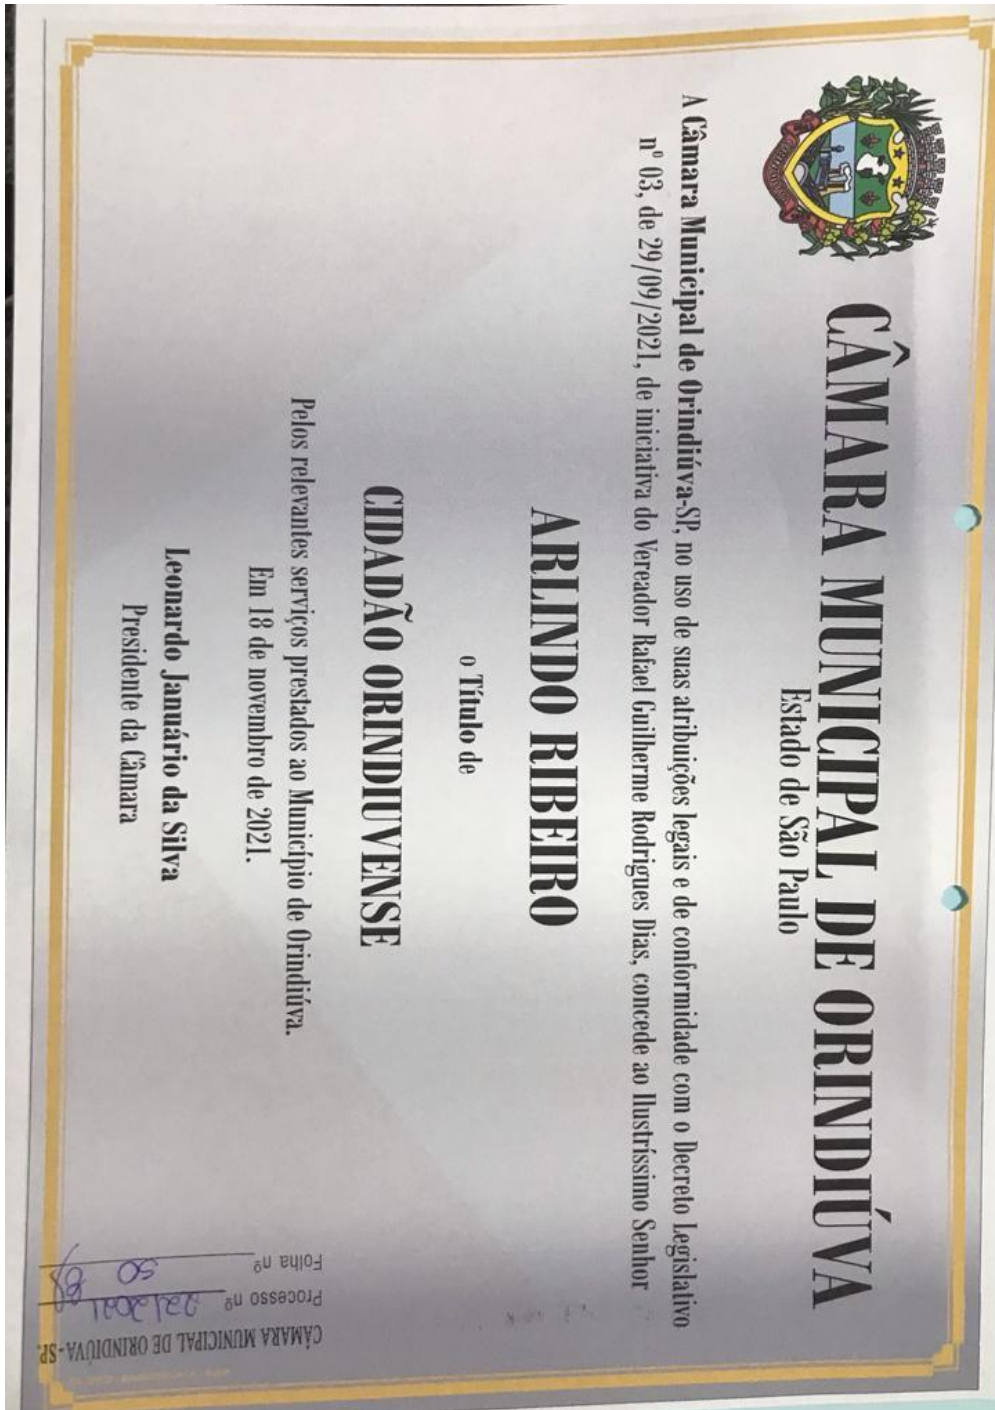 CÂMARA MUNICIPAL DE ORINDIÚVA
Estado de São Paulo
A Câmara Municipal de Orindiúva-SP, no uso de suas atribuições legais e de conformidade com o Decreto Legislativo
nº 03, de 29/09/2021, de iniciativa do Vereador Rafael Guilherme Rodrigues Dias, concede ao Ilustríssimo Senhor
ARLINDO RIBEIRO
o Título de
CIDADÃO ORINDIUVENSE
Pelos relevantes serviços prestados ao Município de Orindiúva.
Em 18 de novembro de 2021.
Leonardo Januário da Silva
Presidente da Câmara
CÂMARA MUNICIPAL DE ORINDIÚVA-SP.
Processo nº 22/2021
Folha nº 50